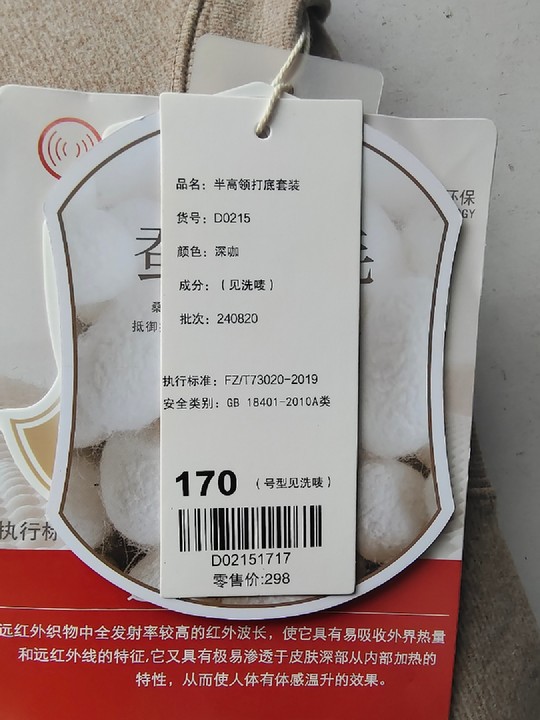 品名：半高领打底套装
货号：D0215
颜色：深咖
成分：（见洗唛）
批次：240820
执行标准：FZ/T73020-2019
安全类别：GB 18401-2010A类
170 （号型见洗唛）
D02151717
零售价:298
环保
GY
抵御
执行标
远红外织物中全发射率较高的红外波长，使它具有易吸收外界热量
和远红外线的特征,它又具有极易渗透于皮肤深部从内部加热的
特性，从而使人体有体感温升的效果。